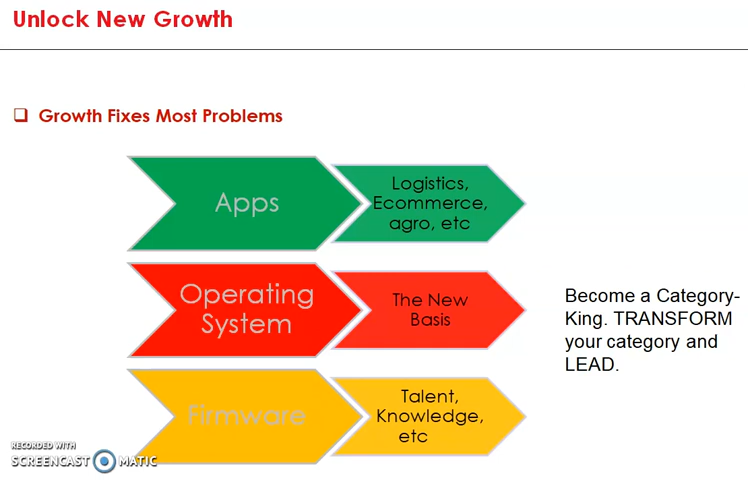 Unlock New Growth
Growth Fixes Most Problems
Apps
Logistics,
Ecommerce,
agro, etc
Operating
System
The New
Basis
Become a Category-
King. TRANSFORM
your category and
LEAD.
Firmware
Talent,
Knowledge,
etc
RECORDED WITH
SCREENCAST MATIC